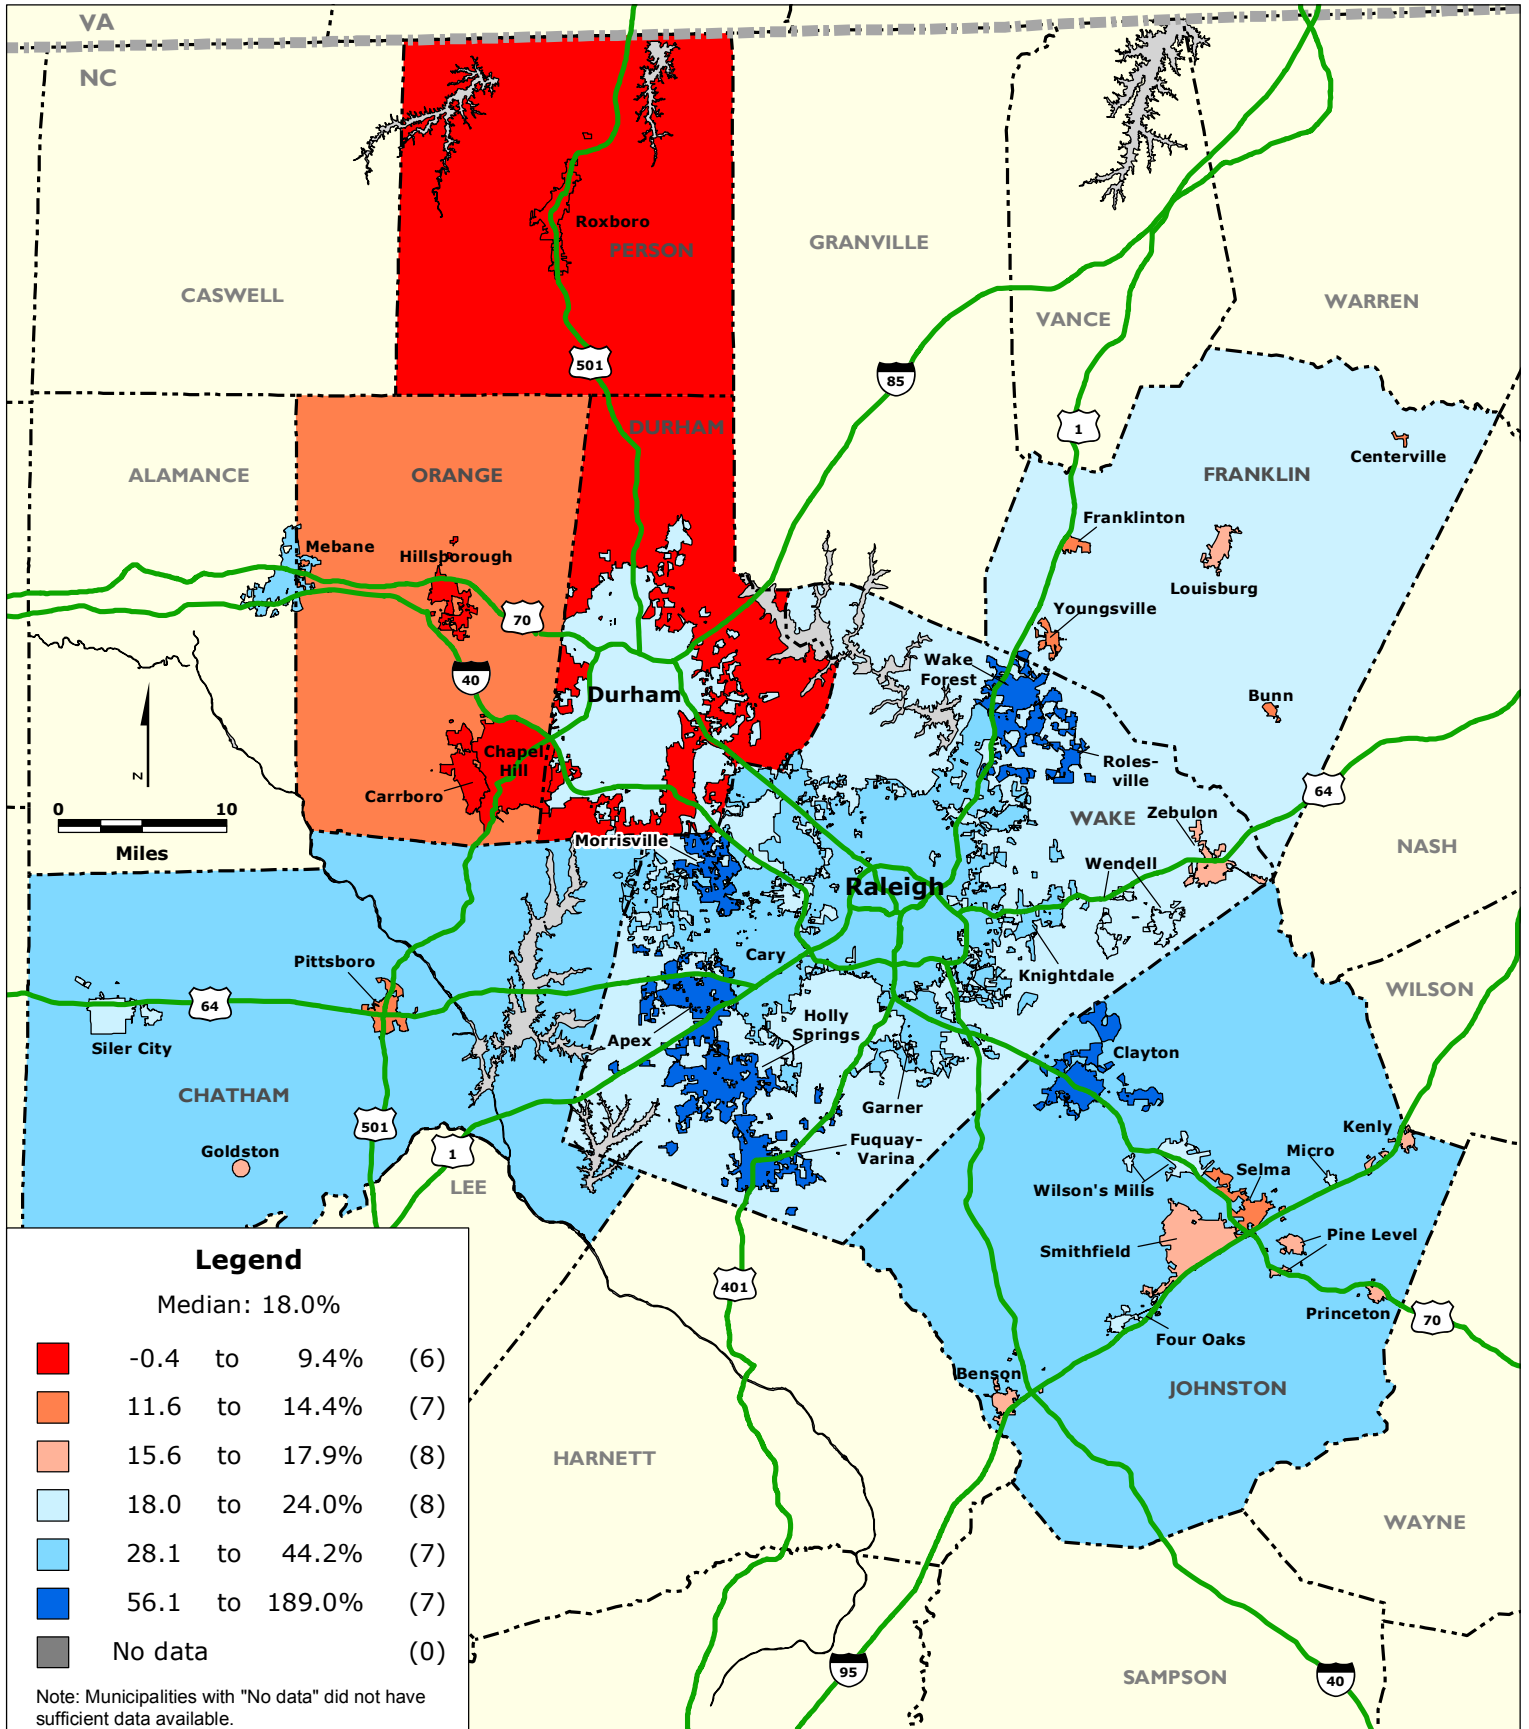 VA
NC
Roxboro
PERSON
GRANVILLE
CASWELL
VANCE
WARREN
501
85
1
DURHAM
Centerville
ALAMANCE
ORANGE
FRANKLIN
Franklinton
Mebane
Hillsborough
Louisburg
Youngsville
70
40
Wake
Forest
Durham
Bunn
Chapel
Hill
Roles-
ville
Carrboro
64
0
10
Miles
N
WAKE
Zebulon
Morrisville
NASH
Wendell
Raleigh
Cary
Pittsboro
Knightdale
WILSON
64
Holly
Springs
Siler City
Apex
Clayton
CHATHAM
Garner
501
Kenly
Fuquay-
Varina
Goldston
1
Micro
Selma
LEE
Wilson's Mills
Pine Level
Smithfield
401
Princeton
70
Four Oaks
Benson
JOHNSTON
HARNETT
WAYNE
95
SAMPSON
40
Legend
Median: 18.0%
-0.4 to 9.4% (6)
11.6 to 14.4% (7)
15.6 to 17.9% (8)
18.0 to 24.0% (8)
28.1 to 44.2% (7)
56.1 to 189.0% (7)
No data (0)
Note: Municipalities with "No data" did not have
sufficient data available.